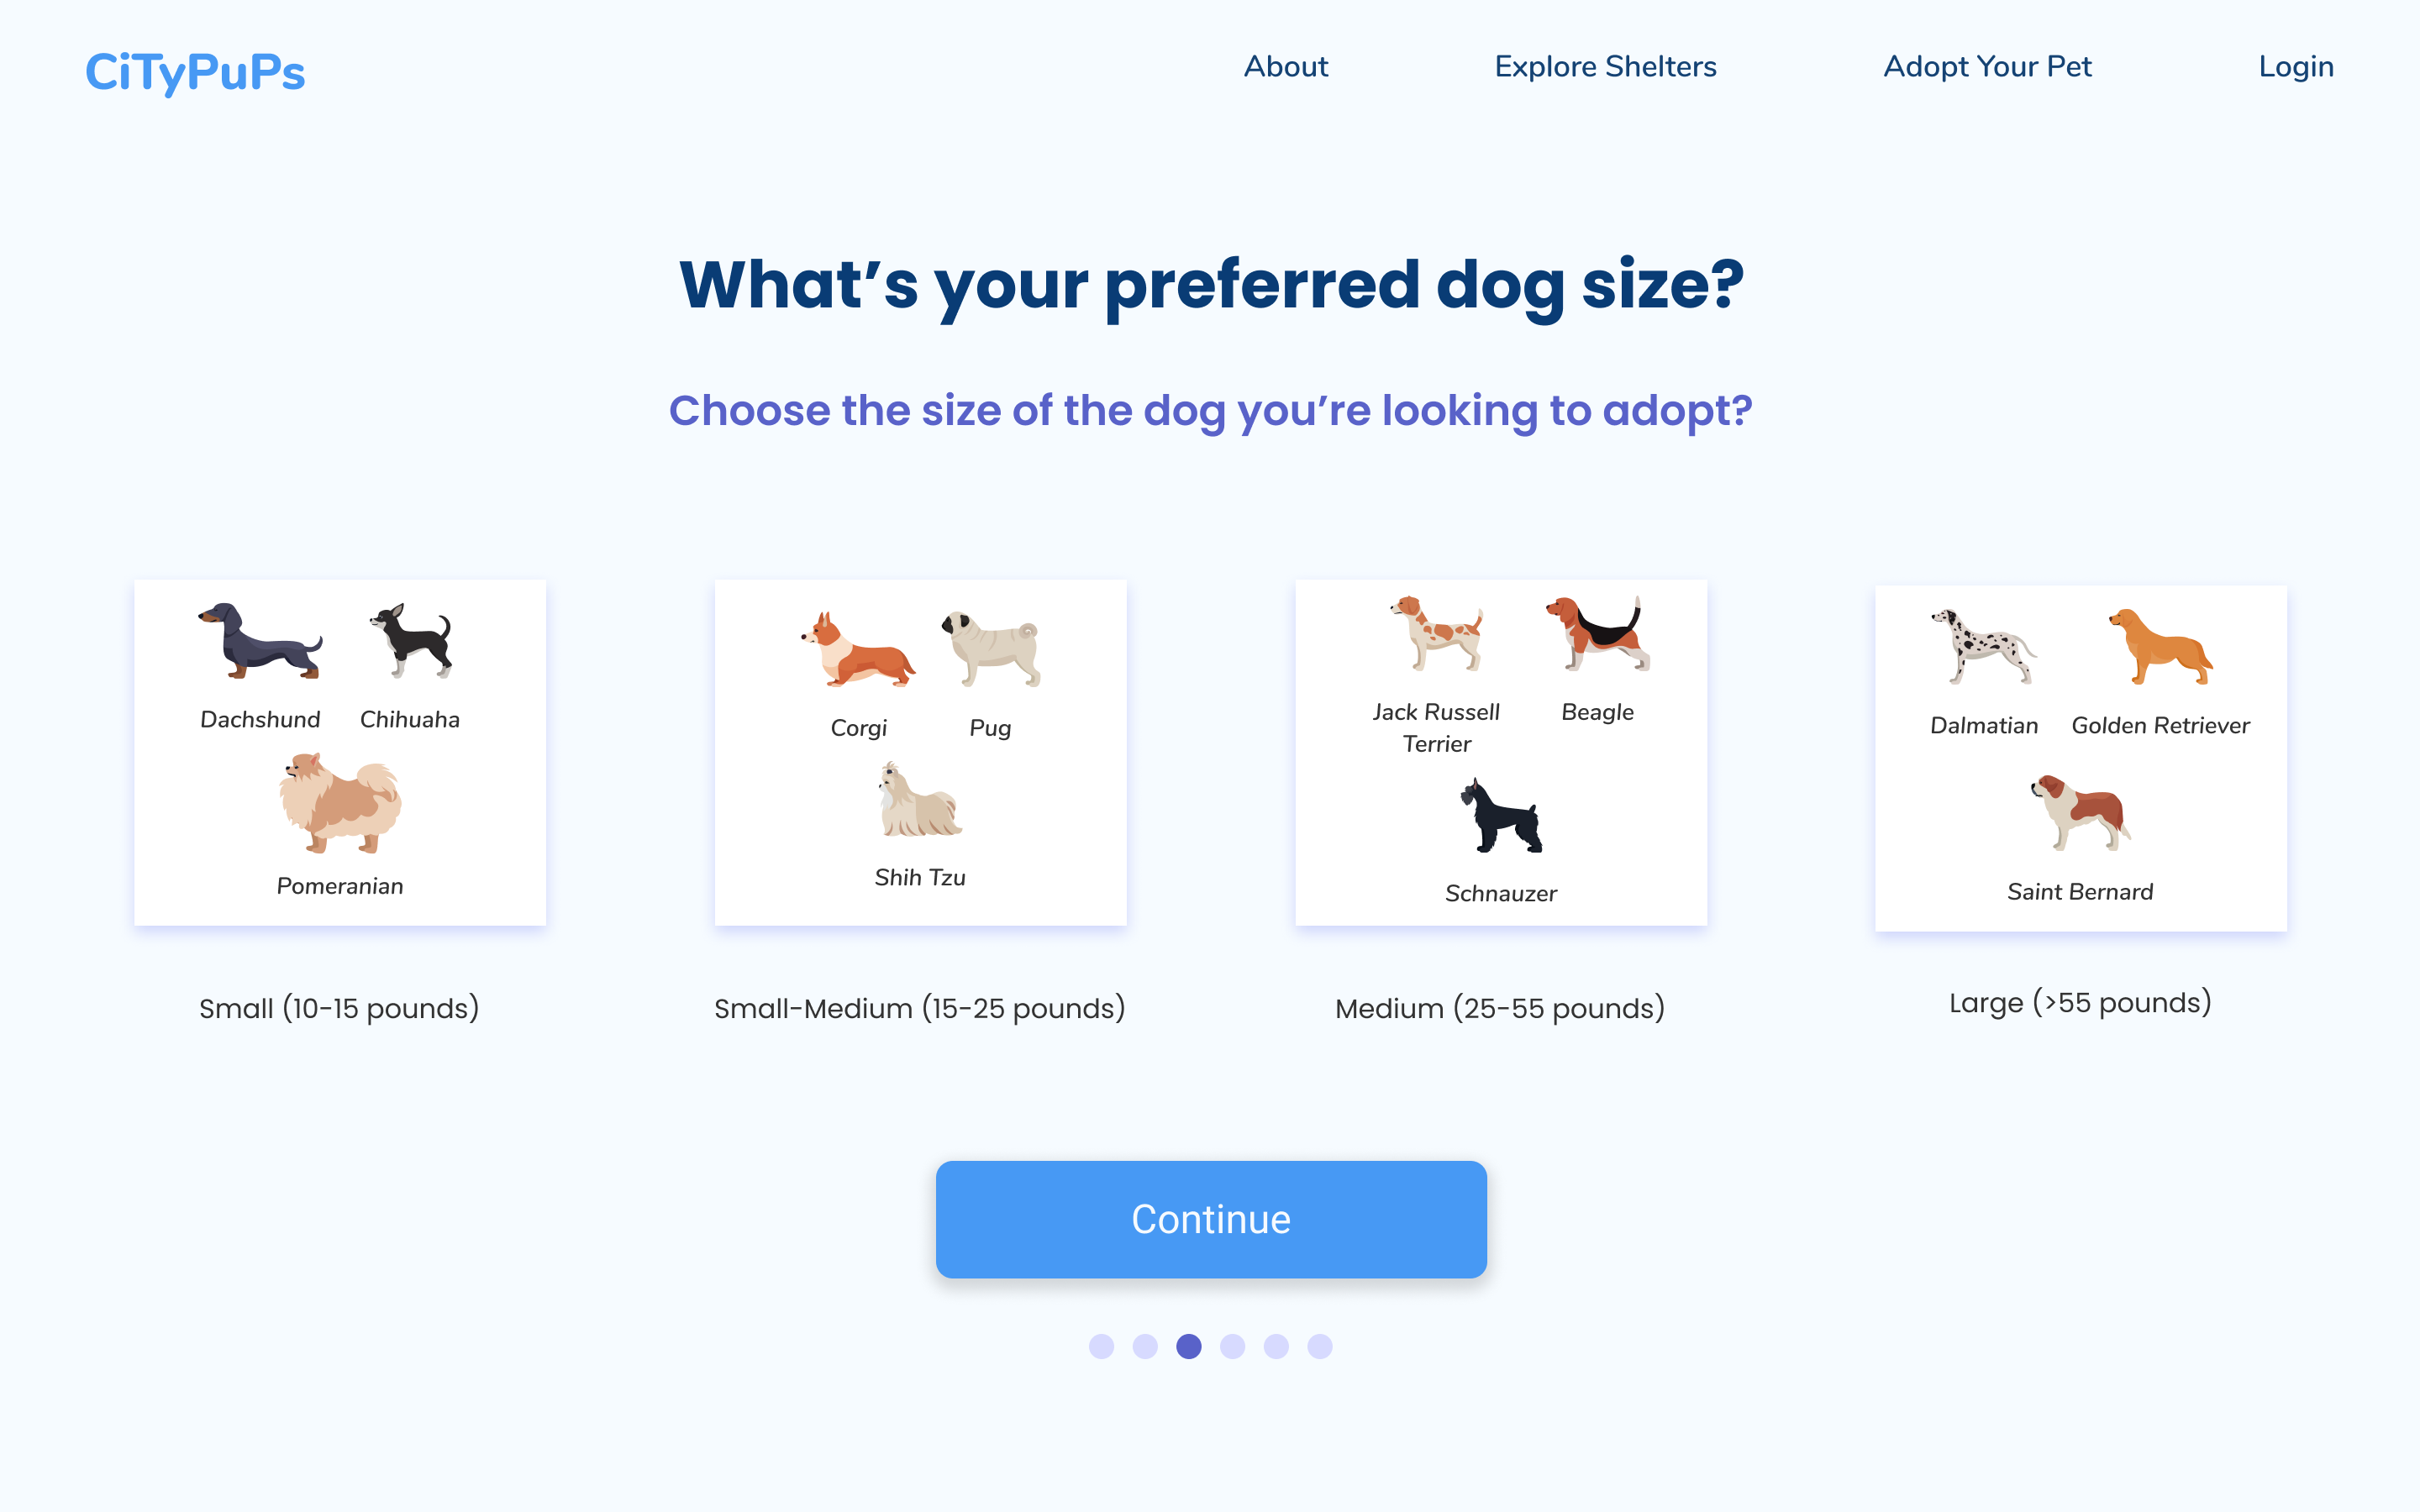 CiTyPuPs
About
Explore Shelters
Adopt Your Pet
Login
What’s your preferred dog size?
Choose the size of the dog you’re looking to adopt?
Dachshund
Chihuaha
Pomeranian
Small (10-15 pounds)
Corgi
Pug
Shih Tzu
Small-Medium (15-25 pounds)
Jack Russell
Terrier
Beagle
Schnauzer
Medium (25-55 pounds)
Dalmatian
Golden Retriever
Saint Bernard
Large (>55 pounds)
Continue